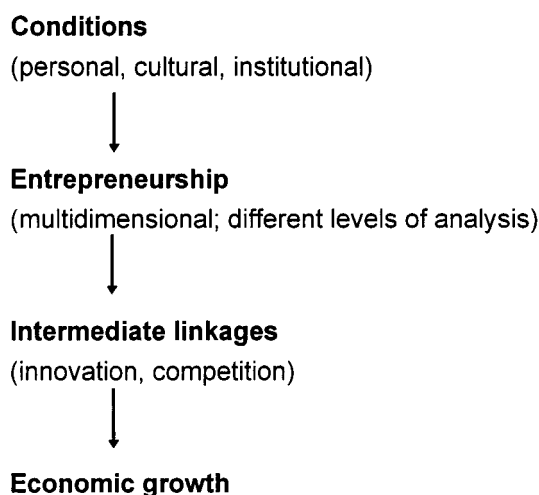 Conditions
(personal, cultural, institutional)
Entrepreneurship
(multidimensional; different levels of analysis)
Intermediate linkages
(innovation, competition)
Economic growth